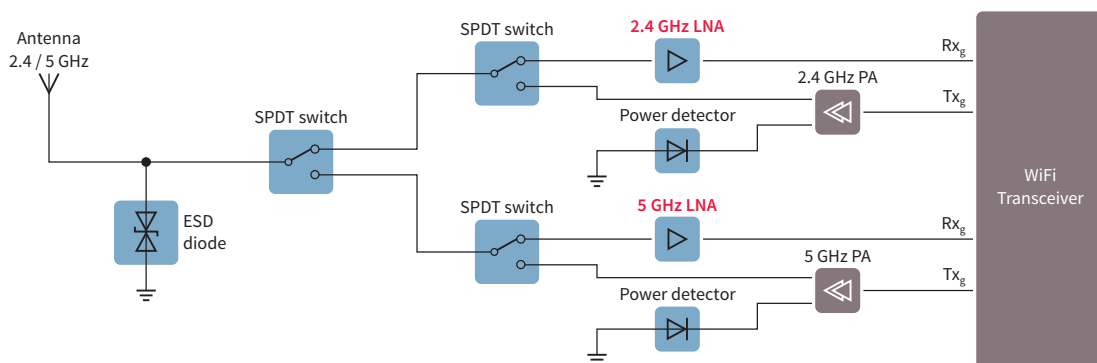 Antenna
2.4 / 5 GHz
SPDT switch
ESD
diode
SPDT switch
2.4 GHz LNA
Rxg
2.4 GHz PA
Txg
Power detector
SPDT switch
5 GHz LNA
Rxg
5 GHz PA
Txg
Power detector
WiFi
Transceiver